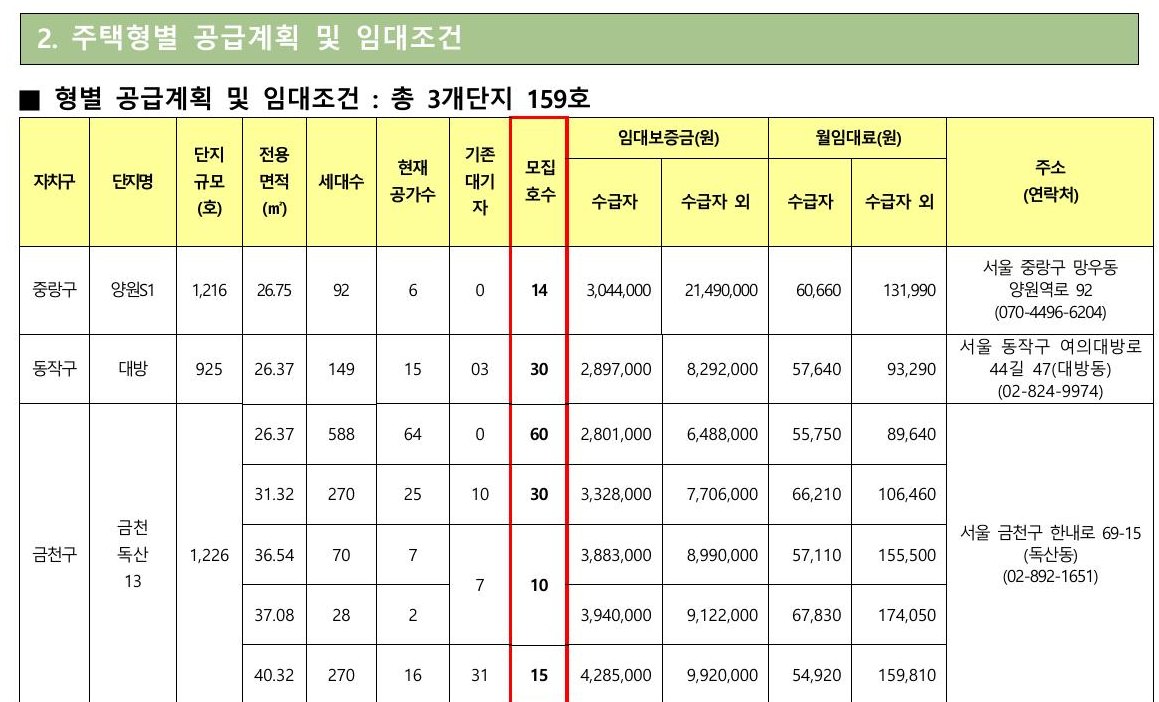 2. 주택형별 공급계획 및 임대조건
■ 형별 공급계획 및 임대조건 : 총 3개단지 159호
자치구 단지명 단지 규모 (호) 전용 면적 (㎡) 세대수 현재 공가수 기존 대기 자 모집 호수 임대보증금(원) 월임대료(원) 주소 (연락처)
수급자 수급자 외 수급자 수급자 외
중랑구 양원S1 1,216 26.75 92 6 0 14 3,044,000 21,490,000 60,660 131,990 서울 중랑구 망우동
양원역로 92
(070-4496-6204)
동작구 대방 925 26.37 149 15 03 30 2,897,000 8,292,000 57,640 93,290 서울 동작구 여의대방로
44길 47(대방동)
(02-824-9974)
금천구 금천 독산 13 1,226
26.37 588 64 0 60 2,801,000 6,488,000 55,750 89,640
31.32 270 25 10 30 3,328,000 7,706,000 66,210 106,460
36.54 70 7 7 10 3,883,000 8,990,000 57,110 155,500
37.08 28 2 3,940,000 9,122,000 67,830 174,050
40.32 270 16 31 15 4,285,000 9,920,000 54,920 159,810
서울 금천구 한내로 69-15
(독산동)
(02-892-1651)